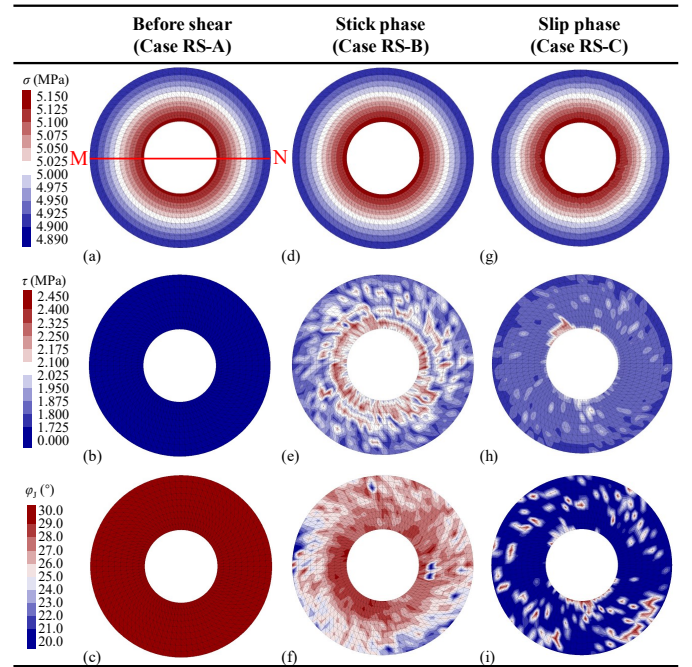 Before shear
(Case RS-A)
Stick phase
(Case RS-B)
Slip phase
(Case RS-C)
σ (MPa)
5.150
5.125
5.100
5.075
5.050
5.025
5.000
4.975
4.950
4.925
4.900
4.890
M
N
(a)
(d)
(g)
τ (MPa)
2.450
2.400
2.325
2.250
2.175
2.100
2.025
1.950
1.875
1.800
1.725
0.000
(b)
(e)
(h)
φJ (°)
30.0
29.0
28.0
27.0
26.0
25.0
24.0
23.0
22.0
21.0
20.0
(c)
(f)
(i)